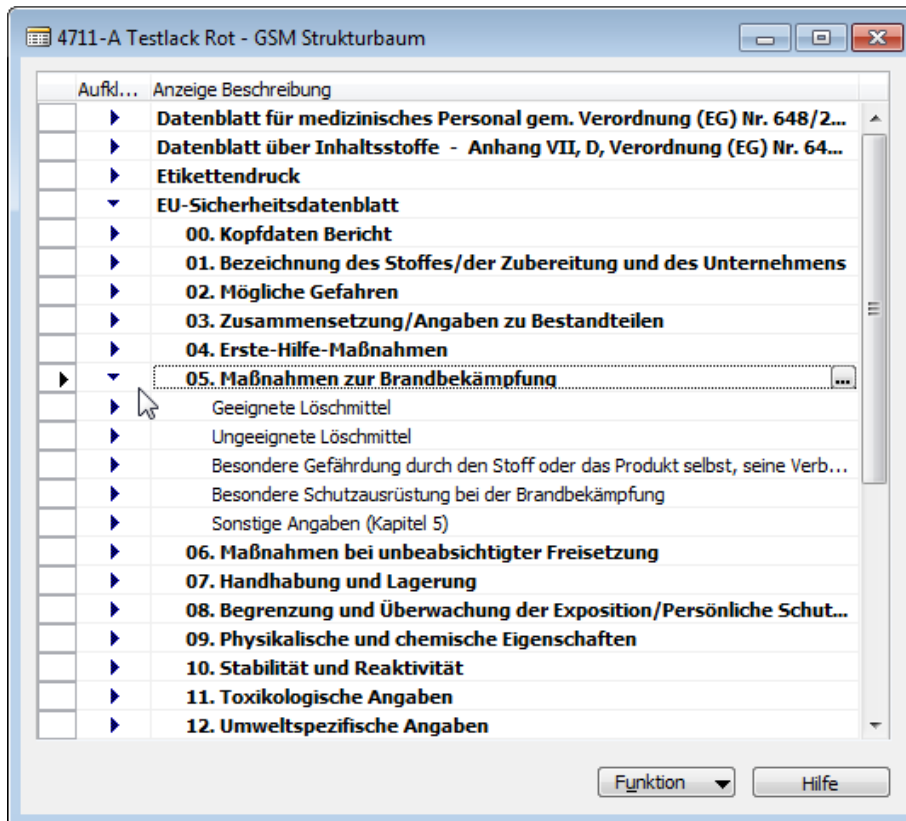 4711-A Testlack Rot - GSM Strukturbaum
Aufkl... Anzeige Beschreibung
Datenblatt für medizinisches Personal gem. Verordnung (EG) Nr. 648/2...
Datenblatt über Inhaltsstoffe - Anhang VII, D, Verordnung (EG) Nr. 64...
Etikettendruck
EU-Sicherheitsdatenblatt
00. Kopfdaten Bericht
01. Bezeichnung des Stoffes/der Zubereitung und des Unternehmens
02. Mögliche Gefahren
03. Zusammensetzung/Angaben zu Bestandteilen
04. Erste-Hilfe-Maßnahmen
05. Maßnahmen zur Brandbekämpfung ...
Geeignete Löschmittel
Ungeeignete Löschmittel
Besondere Gefährdung durch den Stoff oder das Produkt selbst, seine Verb...
Besondere Schutzausrüstung bei der Brandbekämpfung
Sonstige Angaben (Kapitel 5)
06. Maßnahmen bei unbeabsichtigter Freisetzung
07. Handhabung und Lagerung
08. Begrenzung und Überwachung der Exposition/Persönliche Schut...
09. Physikalische und chemische Eigenschaften
10. Stabilität und Reaktivität
11. Toxikologische Angaben
12. Umweltspezifische Angaben
Funktion Hilfe